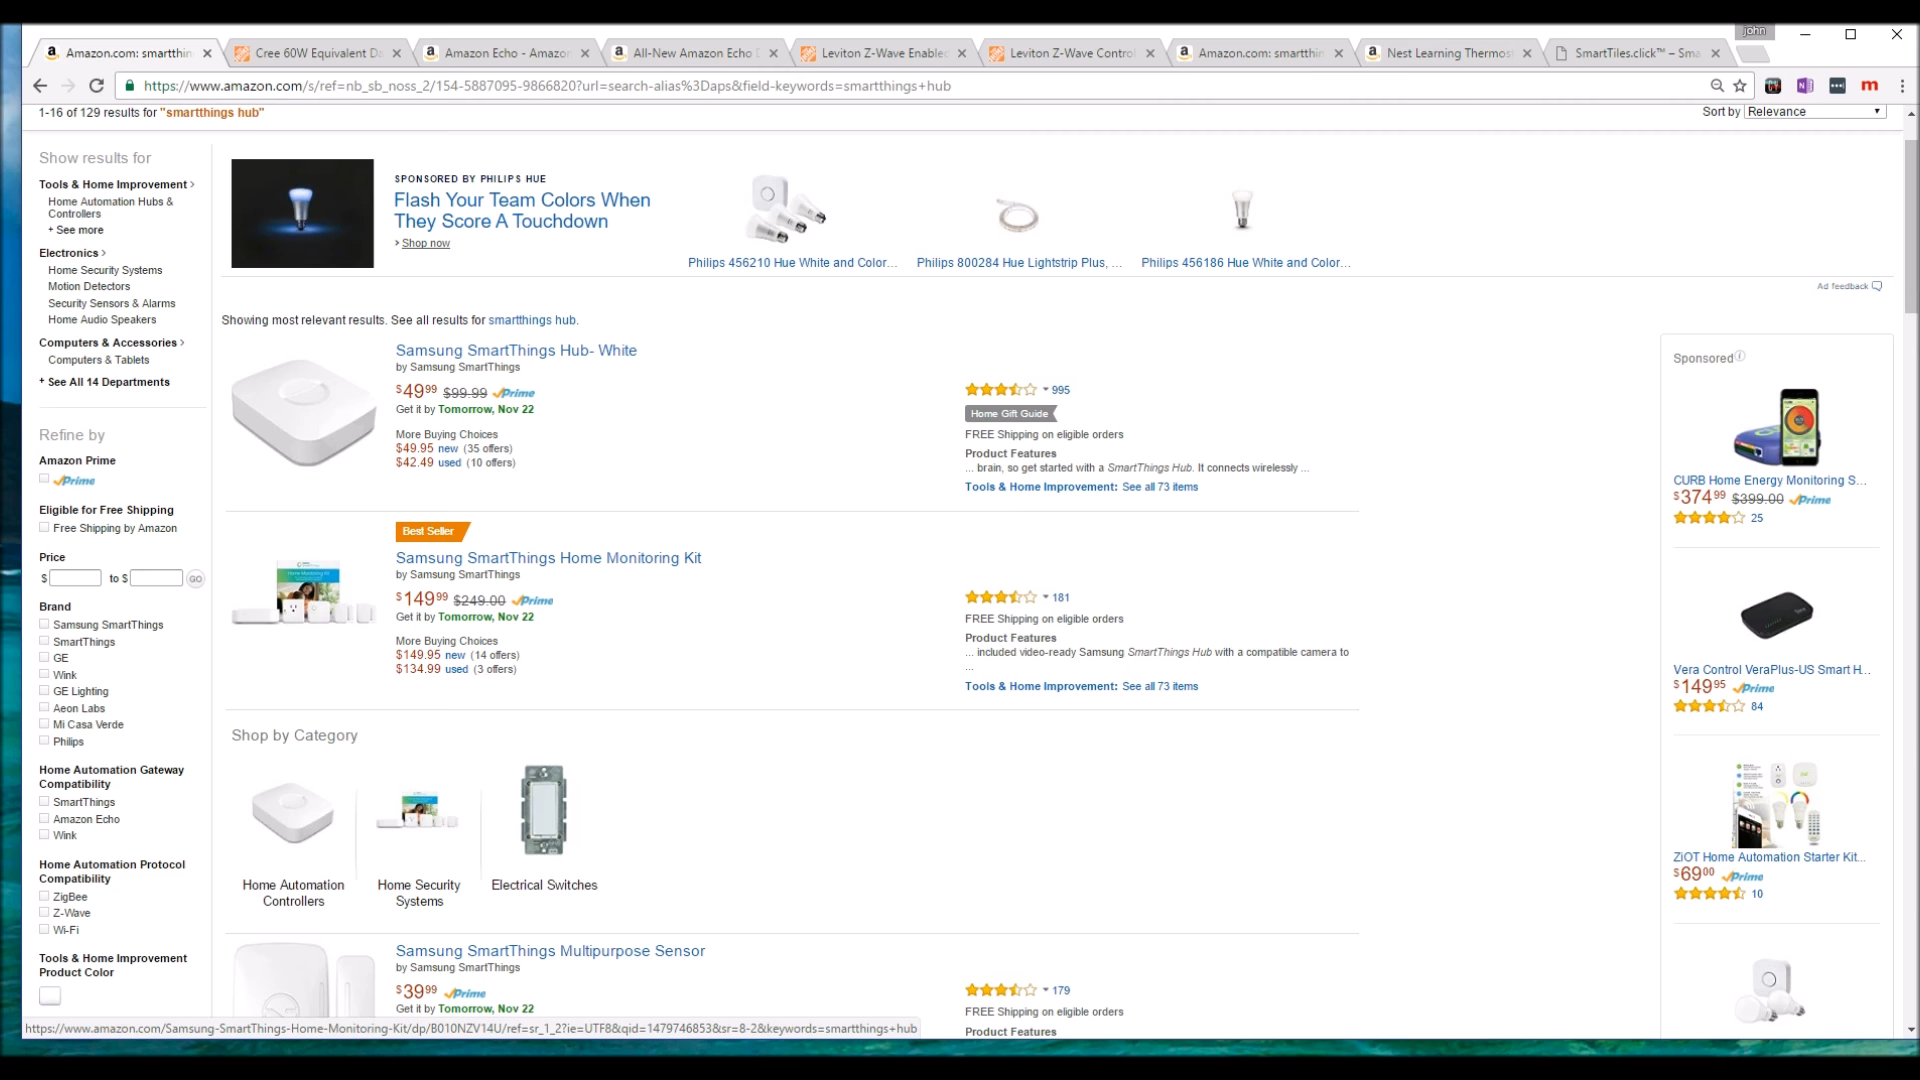 john
Amazon.com: smartthin
Cree 60W Equivalent Da
Amazon Echo - Amazon
All-New Amazon Echo D
Leviton Z-Wave Enabled
Leviton Z-Wave Control
Amazon.com: smartthin
Nest Learning Thermos
SmartTiles.click™ – Sma
https://www.amazon.com/s/ref=nb_sb_noss_2/154-5887095-9866820?url=search-alias%3Daps&field-keywords=smartthings+hub
1-16 of 129 results for "smartthings hub"
Sort by Relevance
Show results for
Tools & Home Improvement
Home Automation Hubs &
Controllers
+ See more
Electronics
Home Security Systems
Motion Detectors
Security Sensors & Alarms
Home Audio Speakers
Computers & Accessories
Computers & Tablets
+ See All 14 Departments
Refine by
Amazon Prime
Prime
Eligible for Free Shipping
Free Shipping by Amazon
Price
$ to $ GO
Brand
Samsung SmartThings
SmartThings
GE
Wink
GE Lighting
Aeon Labs
Mi Casa Verde
Philips
Home Automation Gateway
Compatibility
SmartThings
Amazon Echo
Wink
Home Automation Protocol
Compatibility
ZigBee
Z-Wave
Wi-Fi
Tools & Home Improvement
Product Color
SPONSORED BY PHILIPS HUE
Flash Your Team Colors When
They Score A Touchdown
Shop now
Philips 456210 Hue White and Color...
Philips 800284 Hue Lightstrip Plus, ...
Philips 456186 Hue White and Color...
Ad feedback
Showing most relevant results. See all results for smartthings hub.
Samsung SmartThings Hub- White
by Samsung SmartThings
$49.99 $99.99 Prime
Get it by Tomorrow, Nov 22
More Buying Choices
$49.95 new (35 offers)
$42.49 used (10 offers)
995
Home Gift Guide
FREE Shipping on eligible orders
Product Features
... brain, so get started with a SmartThings Hub. It connects wirelessly ...
Tools & Home Improvement: See all 73 items
Best Seller
Samsung SmartThings Home Monitoring Kit
by Samsung SmartThings
$149.99 $249.00 Prime
Get it by Tomorrow, Nov 22
More Buying Choices
$149.95 new (14 offers)
$134.99 used (3 offers)
181
FREE Shipping on eligible orders
Product Features
... included video-ready Samsung SmartThings Hub with a compatible camera to
...
Tools & Home Improvement: See all 73 items
Shop by Category
Home Automation
Controllers
Home Security
Systems
Electrical Switches
Samsung SmartThings Multipurpose Sensor
by Samsung SmartThings
$39.99 Prime
Get it by Tomorrow, Nov 22
179
FREE Shipping on eligible orders
Product Features
Sponsored
CURB Home Energy Monitoring S...
$374.99 $399.00 Prime
25
Vera Control VeraPlus-US Smart H...
$149.95 Prime
84
ZiOT Home Automation Starter Kit...
$69.00 Prime
10
https://www.amazon.com/Samsung-SmartThings-Home-Monitoring-Kit/dp/B010NZV14U/ref=sr_1_2?ie=UTF8&qid=1479746853&sr=8-2&keywords=smartthings+hub